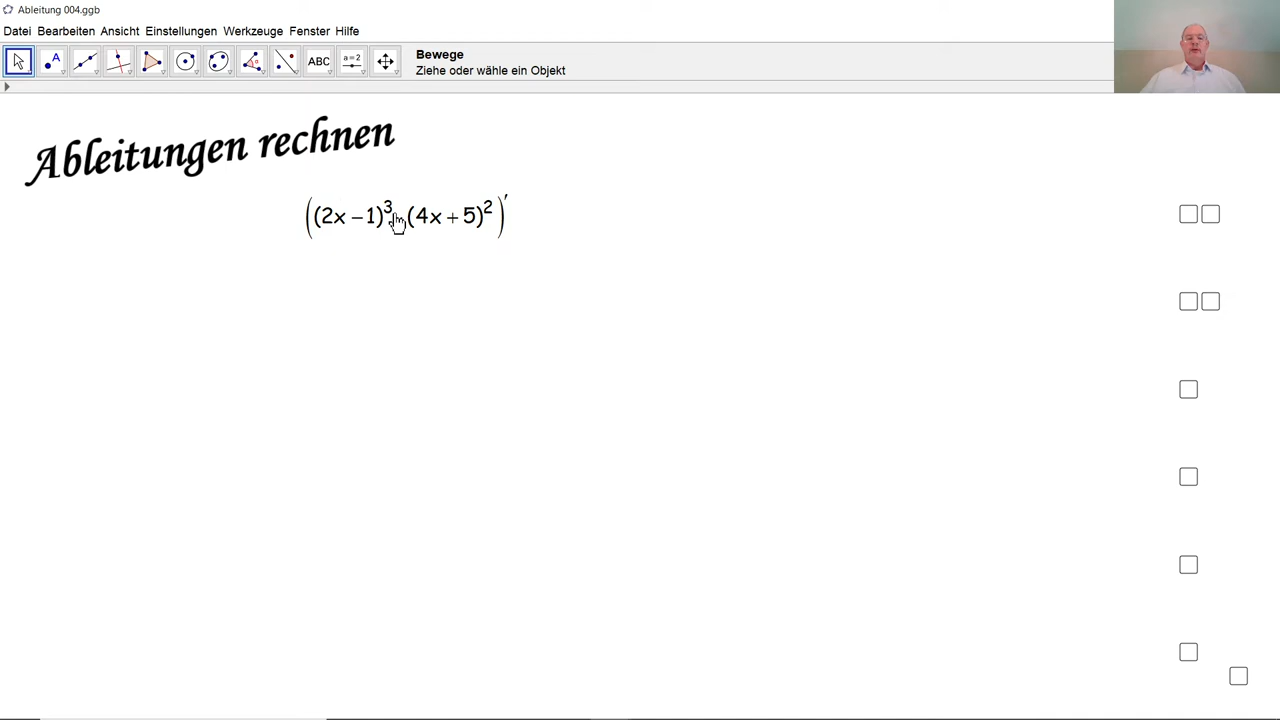 Ableitung 004.ggb
Datei Bearbeiten Ansicht Einstellungen Werkzeuge Fenster Hilfe
A ABC a=2
Bewege
Ziehe oder wähle ein Objekt
Ableitungen rechnen
((2x − 1)³ · (4x + 5)²)′